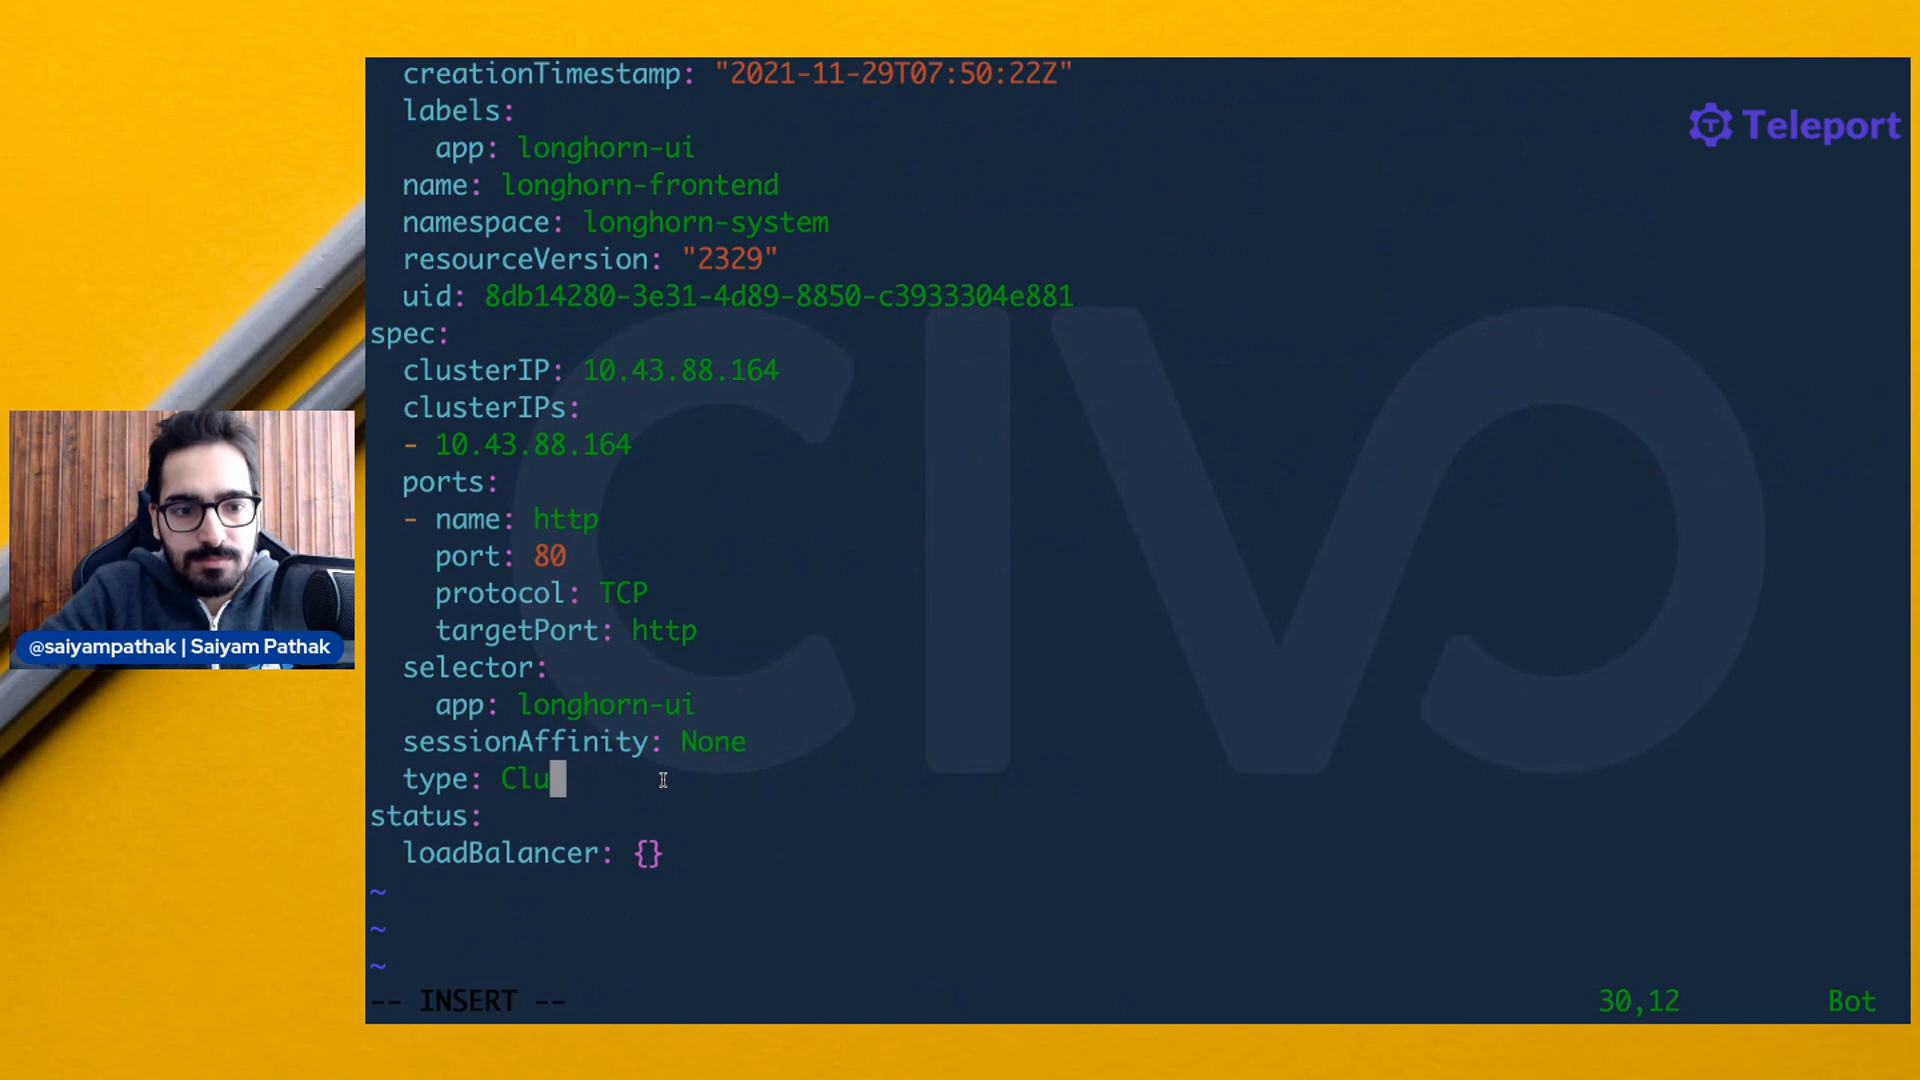 creationTimestamp: "2021-11-29T07:50:22Z"
labels:
app: longhorn-ui
name: longhorn-frontend
namespace: longhorn-system
resourceVersion: "2329"
uid: 8db14280-3e31-4d89-8850-c3933304e881
spec:
clusterIP: 10.43.88.164
clusterIPs:
- 10.43.88.164
ports:
- name: http
port: 80
protocol: TCP
targetPort: http
selector:
app: longhorn-ui
sessionAffinity: None
type: Clu
status:
loadBalancer: {}
~
~
~
-- INSERT -- 30,12 Bot
Teleport
CIVO
@saiyampathak | Saiyam Pathak